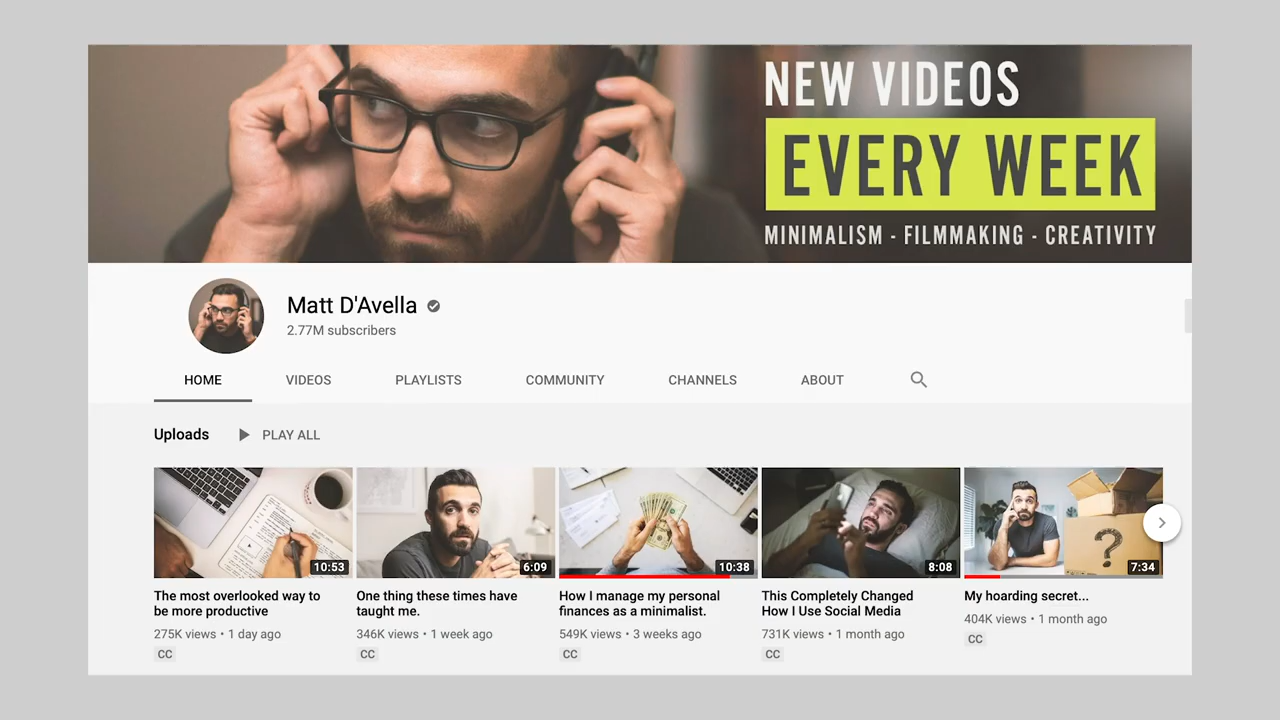 NEW VIDEOS
EVERY WEEK
MINIMALISM - FILMMAKING - CREATIVITY
Matt D'Avella
2.77M subscribers
HOME VIDEOS PLAYLISTS COMMUNITY CHANNELS ABOUT
Uploads PLAY ALL
10:53
The most overlooked way to
be more productive
275K views • 1 day ago
CC
6:09
One thing these times have
taught me.
346K views • 1 week ago
CC
10:38
How I manage my personal
finances as a minimalist.
549K views • 3 weeks ago
CC
8:08
This Completely Changed
How I Use Social Media
731K views • 1 month ago
CC
?
7:34
My hoarding secret...
404K views • 1 month ago
CC